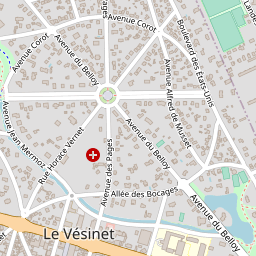 Avenue Corot
Lande
Avenue Corot
Boulevard des États-Unis
Avenue du Belloy
Avenue Alfred de Musset
Avenue Jean Mermoz
Rue Horace Vernet
Avenue des Pages
Avenue du Belloy
Allée des Bocages
Avenue du Belloy
Le Vésinet